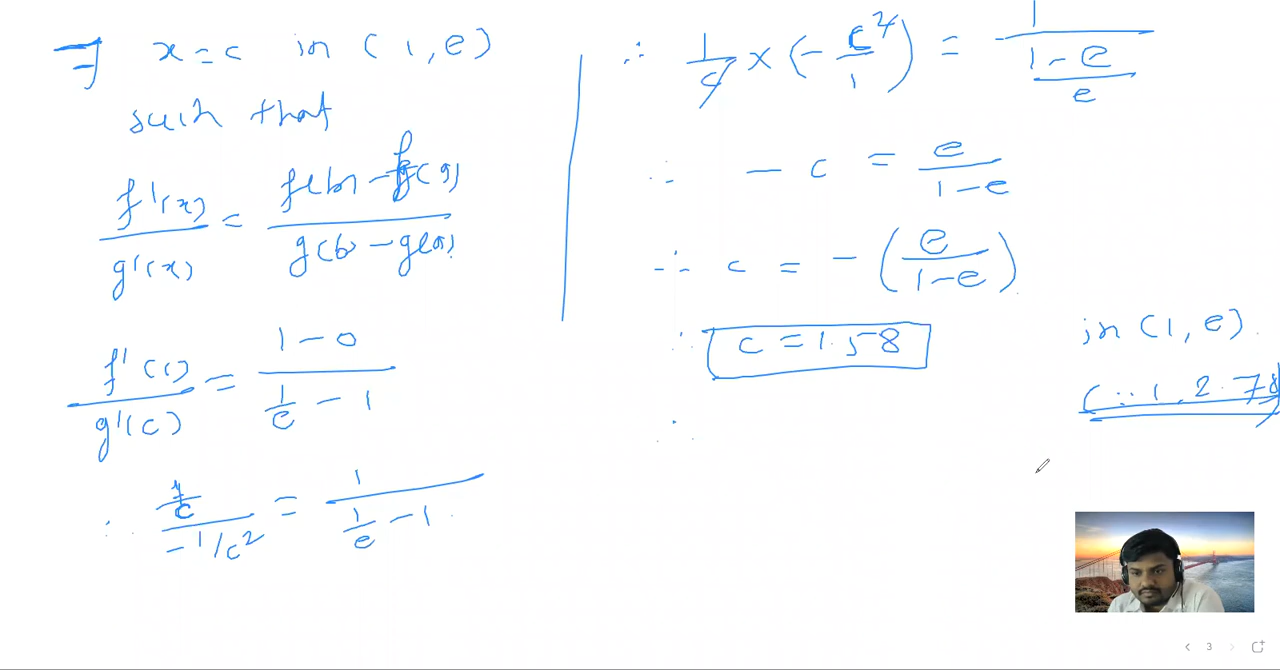 ⇒ x = c in (1, e)
such that
f'(x)/g'(x) = f(b) - f(a)/g(b) - g(a)
f'(c)/g'(c) = 1 - 0/1/e - 1
∴ 1/c/-1/c² = 1/1/e - 1
∴ 1/c × (- c²/1) = 1/1-e/e
∴ - c = e/1-e
∴ c = - (e/1-e)
∴ c = 1.58
in (1, e).
c :: 1, 2.78)
∴
3